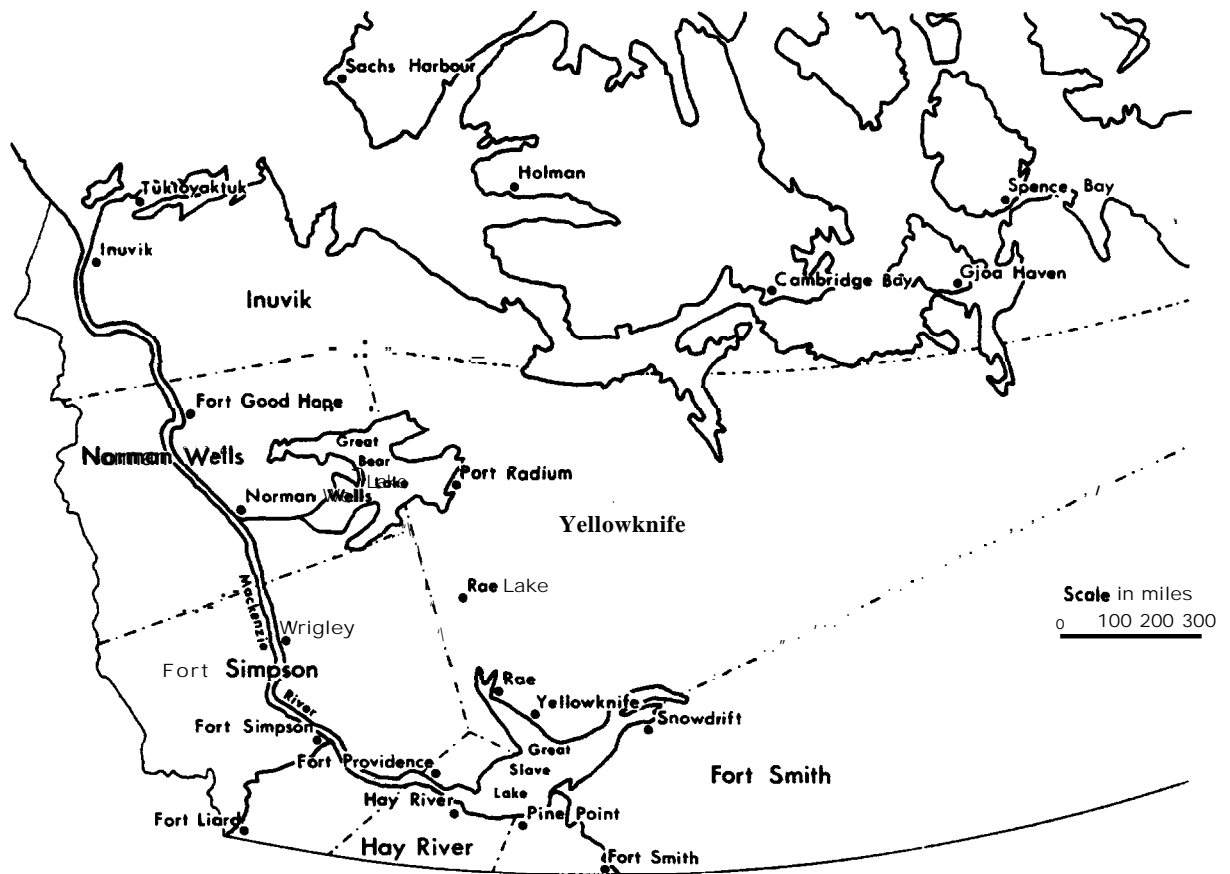 Sachs Harbour
Holman
Tuktoyaktuk
Spence Bay
Inuvik
Cambridge Bay
Gjoa Haven
Inuvik
Fort Good Hope
Great
Bear
Lake
Norman Wells
Port Radium
Norman Wells
Yellowknife
Rae Lake
Mackenzie
River
Wrigley
Scale in miles
0 100 200 300
Fort Simpson
Rae
Yellowknife
Snowdrift
Fort Simpson
Great
Slave
Lake
Fort Providence
Fort Smith
Hay River
Pine Point
Fort Liard
Hay River
Fort Smith